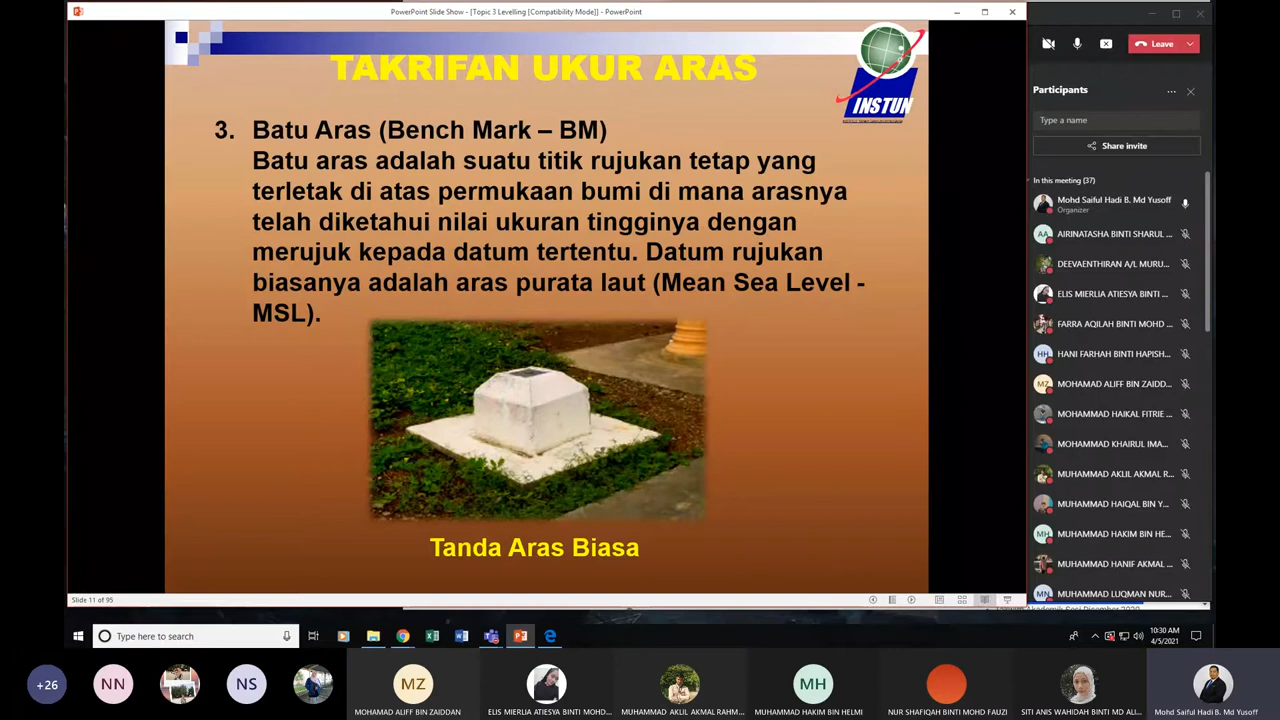 PowerPoint Slide Show - [Topic 3 Levelling [Compatibility Mode]] - PowerPoint
TAKRIFAN UKUR ARAS
INSTUN
3. Batu Aras (Bench Mark – BM)
Batu aras adalah suatu titik rujukan tetap yang
terletak di atas permukaan bumi di mana arasnya
telah diketahui nilai ukuran tingginya dengan
merujuk kepada datum tertentu. Datum rujukan
biasanya adalah aras purata laut (Mean Sea Level -
MSL).
Tanda Aras Biasa
Slide 11 of 95
Leave
Participants
Type a name
Share invite
In this meeting (37)
Mohd Saiful Hadi B. Md Yusoff
Organizer
AA AIRINATASHA BINTI SHARUL ...
DEEVAENTHIRAN A/L MURU...
ELIS MIERLIA ATIESYA BINTI ...
FARRA AQILAH BINTI MOHD ...
HH HANI FARHAH BINTI HAPISH...
MZ MOHAMAD ALIFF BIN ZAIDD...
MOHAMMAD HAIKAL FITRIE ...
MOHAMMAD KHAIRUL IMA...
MUHAMMAD AKLIL AKMAL R...
MUHAMMAD HAIQAL BIN Y...
MH MUHAMMAD HAKIM BIN HE...
MUHAMMAD HANIF AKMAL ...
MN MUHAMMAD LUQMAN NUR...
Type here to search
10:30 AM
4/5/2021
+26
NN
NS
MZ
MH
MOHAMAD ALIFF BIN ZAIDDAN
ELIS MIERLIA ATIESYA BINTI MOHD...
MUHAMMAD AKLIL AKMAL RAHM...
MUHAMMAD HAKIM BIN HELMI
NUR SHAFIQAH BINTI MOHD FAUZI
SITI ANIS WAHIDAH BINTI MD ALI...
Mohd Saiful Hadi B. Md Yusoff